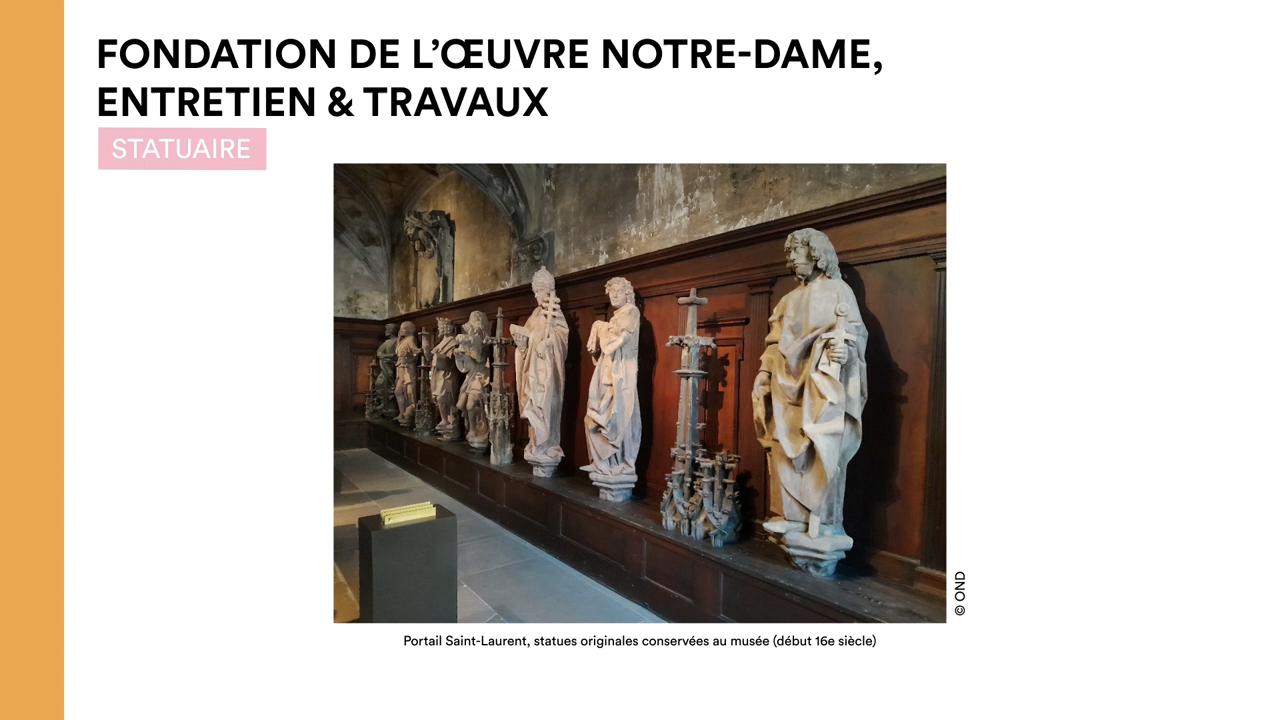 FONDATION DE L’ŒUVRE NOTRE-DAME,
ENTRETIEN & TRAVAUX
STATUAIRE
© OND
Portail Saint-Laurent, statues originales conservées au musée (début 16e siècle)